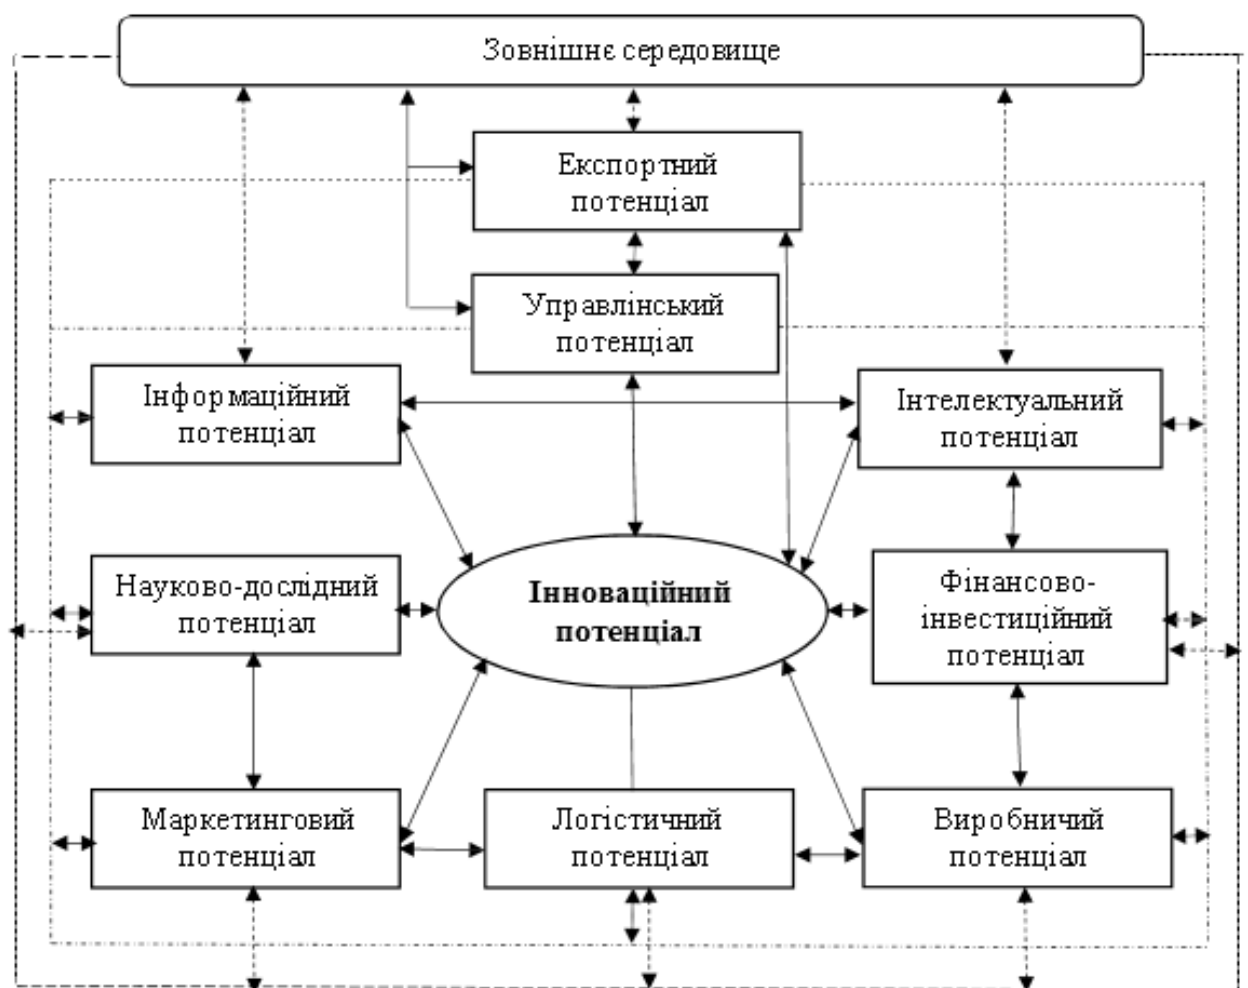 Зовнішнє середовище
Експортний
потенціал
Управлінський
потенціал
Інформаційний
потенціал
Інтелектуальний
потенціал
Науково-дослідний
потенціал
Інноваційний
потенціал
Фінансово-
інвестиційний
потенціал
Маркетинговий
потенціал
Логістичний
потенціал
Виробничий
потенціал